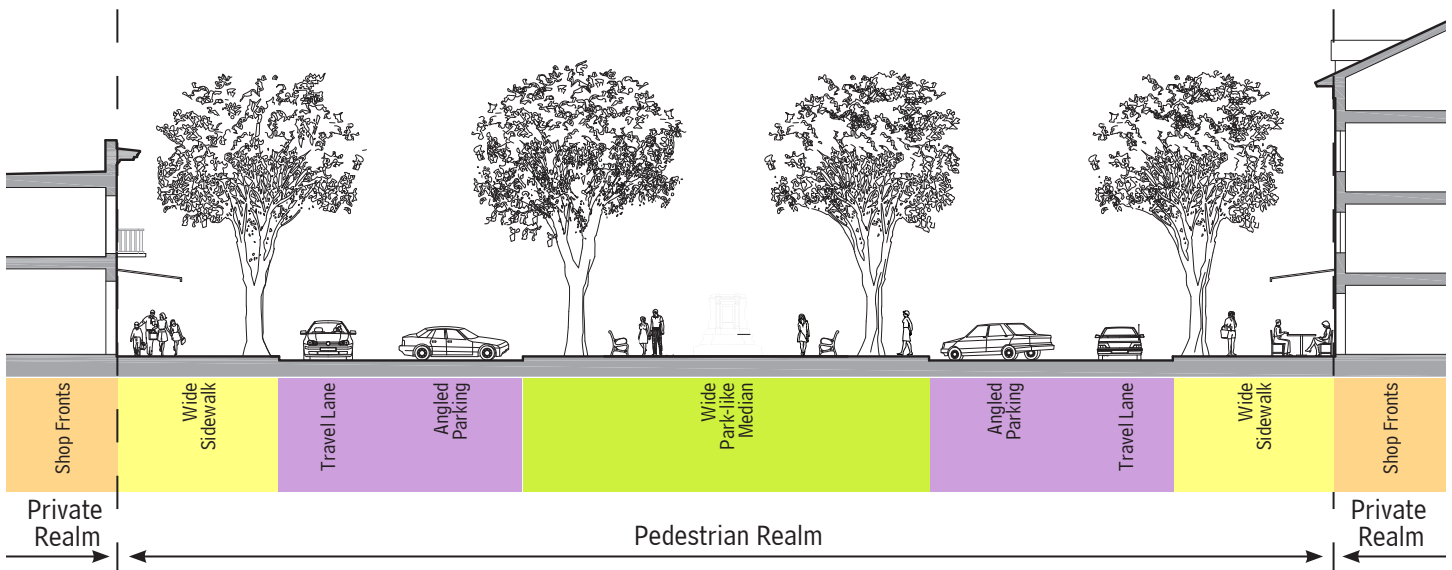 Shop Fronts
Wide
Sidewalk
Travel Lane
Angled
Parking
Wide
Park-like
Median
Angled
Parking
Travel Lane
Wide
Sidewalk
Shop Fronts
Private
Realm
Pedestrian Realm
Private
Realm